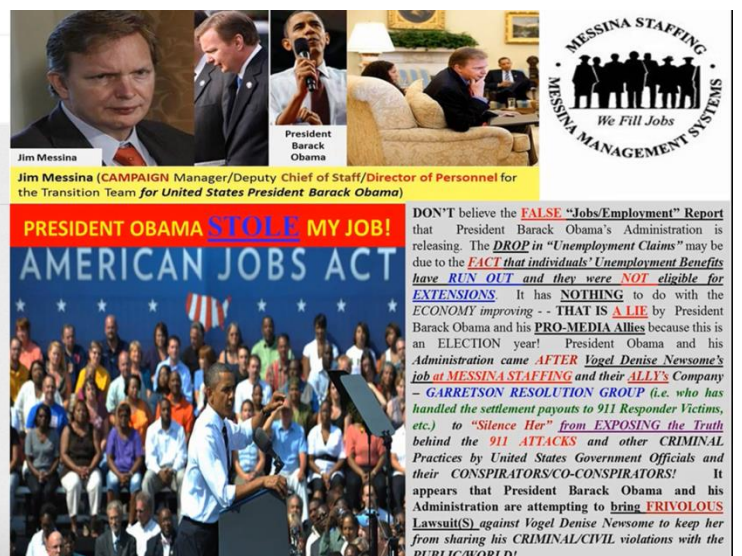 MESSINA STAFFING
MESSINA MANAGEMENT SYSTEMS
We Fill Jobs
Jim Messina
President
Barack
Obama
Jim Messina (CAMPAIGN Manager/Deputy Chief of Staff/Director of Personnel for
the Transition Team for United States President Barack Obama)
PRESIDENT OBAMA STOLE MY JOB!
AMERICAN JOBS ACT
DON'T believe the FALSE "Jobs/Employment" Report
that President Barack Obama's Administration is
releasing. The DROP in "Unemployment Claims" may be
due to the FACT that individuals' Unemployment Benefits
have RUN OUT and they were NOT eligible for
EXTENSIONS. It has NOTHING to do with the
ECONOMY improving - - THAT IS A LIE by President
Barack Obama and his PRO-MEDIA Allies because this is
an ELECTION year! President Obama and his
Administration came AFTER Vogel Denise Newsome's
job at MESSINA STAFFING and their ALLY's Company
– GARRETSON RESOLUTION GROUP (i.e. who has
handled the settlement payouts to 911 Responder Victims,
etc.) to "Silence Her" from EXPOSING the Truth
behind the 911 ATTACKS and other CRIMINAL
Practices by United States Government Officials and
their CONSPIRATORS/CO-CONSPIRATORS! It
appears that President Barack Obama and his
Administration are attempting to bring FRIVOLOUS
Lawsuit(S) against Vogel Denise Newsome to keep her
from sharing his CRIMINAL/CIVIL violations with the
PUBLIC/WORLD!